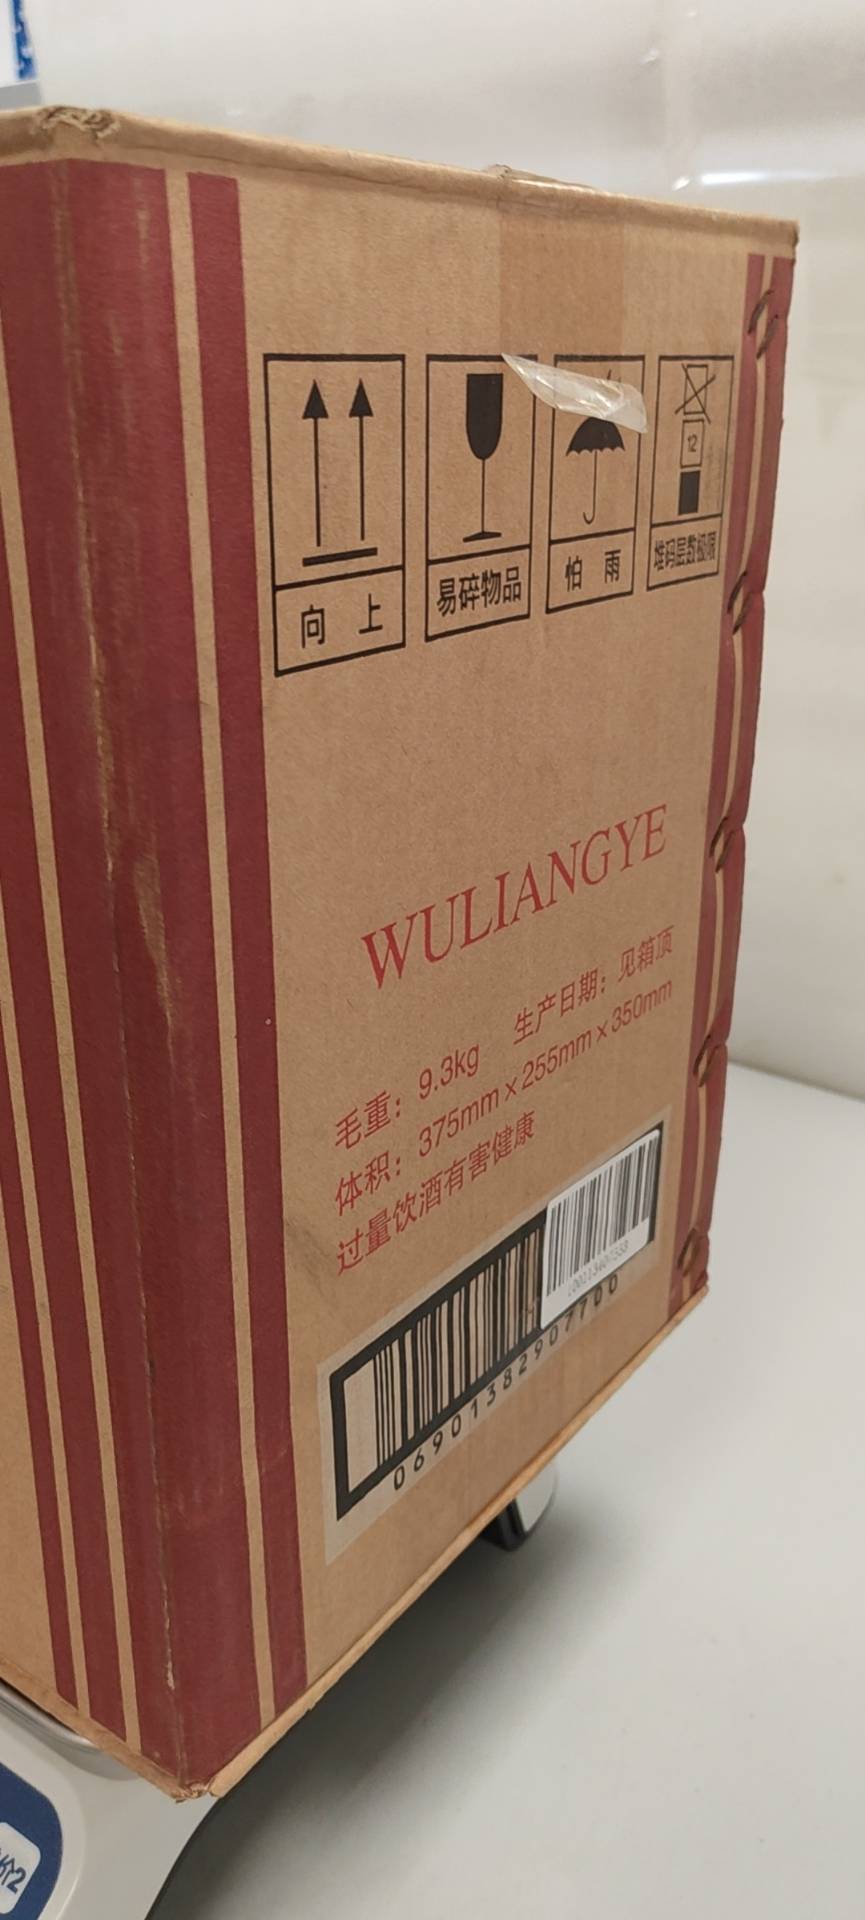 12
向 上
易碎物品
怕 雨
堆码层数极限
WULIANGYE
毛重：9.3kg 生产日期：见箱顶
体积：375mm×255mm×350mm
过量饮酒有害健康
06901382907700